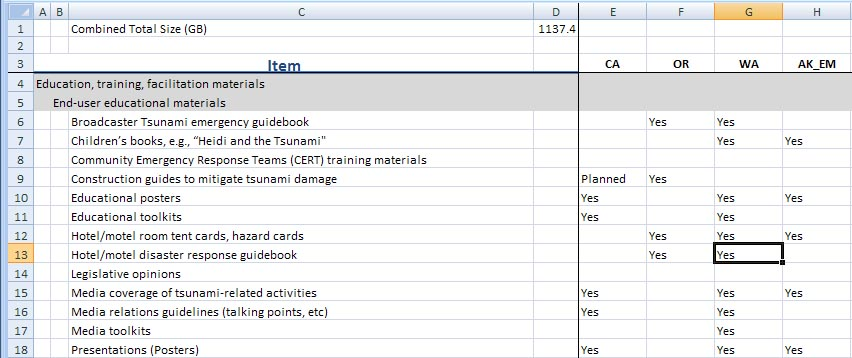 A B C D E F G H
1 Combined Total Size (GB) 1137.4
2
3 Item CA OR WA AK_EM
4 Education, training, facilitation materials
5 End-user educational materials
6 Broadcaster Tsunami emergency guidebook Yes Yes
7 Children's books, e.g., “Heidi and the Tsunami" Yes Yes
8 Community Emergency Response Teams (CERT) training materials
9 Construction guides to mitigate tsunami damage Planned Yes
10 Educational posters Yes Yes Yes
11 Educational toolkits Yes Yes
12 Hotel/motel room tent cards, hazard cards Yes Yes Yes
13 Hotel/motel disaster response guidebook Yes Yes
14 Legislative opinions
15 Media coverage of tsunami-related activities Yes Yes Yes
16 Media relations guidelines (talking points, etc) Yes Yes
17 Media toolkits Yes
18 Presentations (Posters) Yes Yes Yes